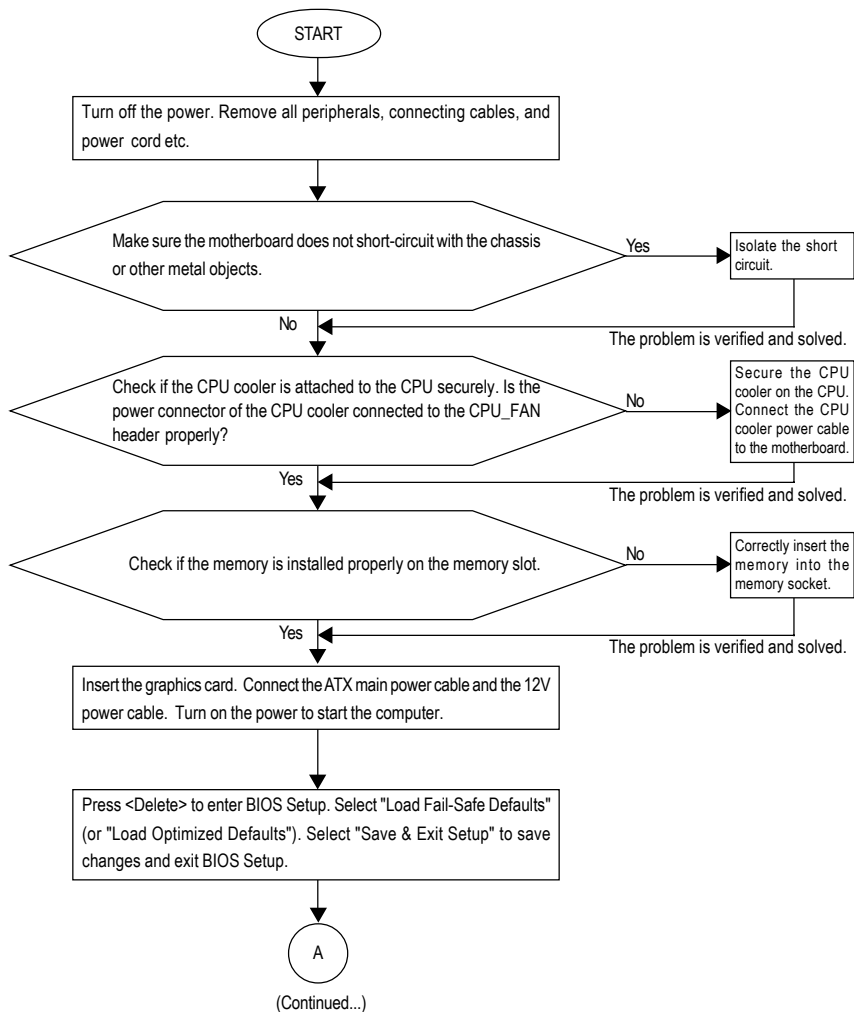 START
Turn off the power. Remove all peripherals, connecting cables, and
power cord etc.
Make sure the motherboard does not short-circuit with the chassis
or other metal objects.
Yes
Isolate the short
circuit.
No
The problem is verified and solved.
Check if the CPU cooler is attached to the CPU securely. Is the
power connector of the CPU cooler connected to the CPU_FAN
header properly?
No
Secure the CPU
cooler on the CPU.
Connect the CPU
cooler power cable
to the motherboard.
Yes
The problem is verified and solved.
Check if the memory is installed properly on the memory slot.
No
Correctly insert the
memory into the
memory socket.
Yes
The problem is verified and solved.
Insert the graphics card. Connect the ATX main power cable and the 12V
power cable. Turn on the power to start the computer.
Press <Delete> to enter BIOS Setup. Select "Load Fail-Safe Defaults"
(or "Load Optimized Defaults"). Select "Save & Exit Setup" to save
changes and exit BIOS Setup.
A
(Continued...)